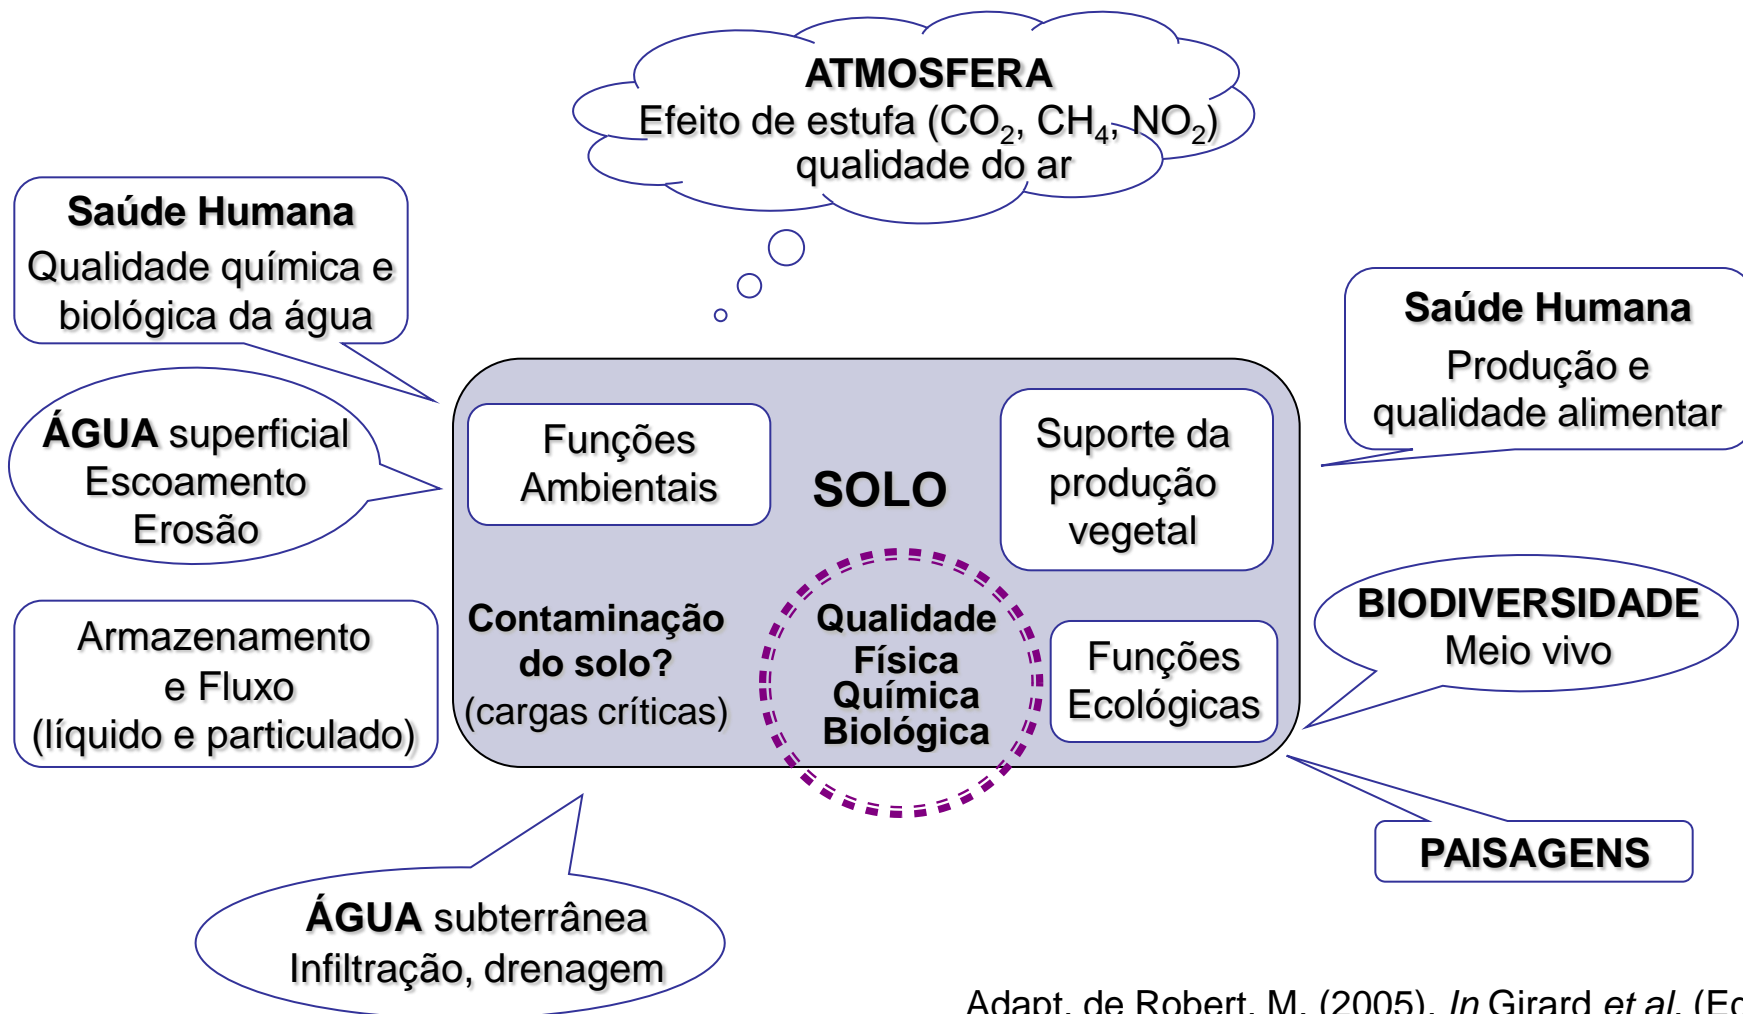 ATMOSFERA
Efeito de estufa (CO₂, CH₄, NO₂)
qualidade do ar
Saúde Humana
Qualidade química e
biológica da água
ÁGUA superficial
Escoamento
Erosão
Armazenamento
e Fluxo
(líquido e particulado)
Funções
Ambientais
SOLO
Suporte da
produção
vegetal
Contaminação
do solo?
(cargas críticas)
Qualidade
Física
Química
Biológica
Funções
Ecológicas
Saúde Humana
Produção e
qualidade alimentar
BIODIVERSIDADE
Meio vivo
PAISAGENS
ÁGUA subterrânea
Infiltração, drenagem
Adapt. de Robert, M. (2005). In Girard et al. (Ed